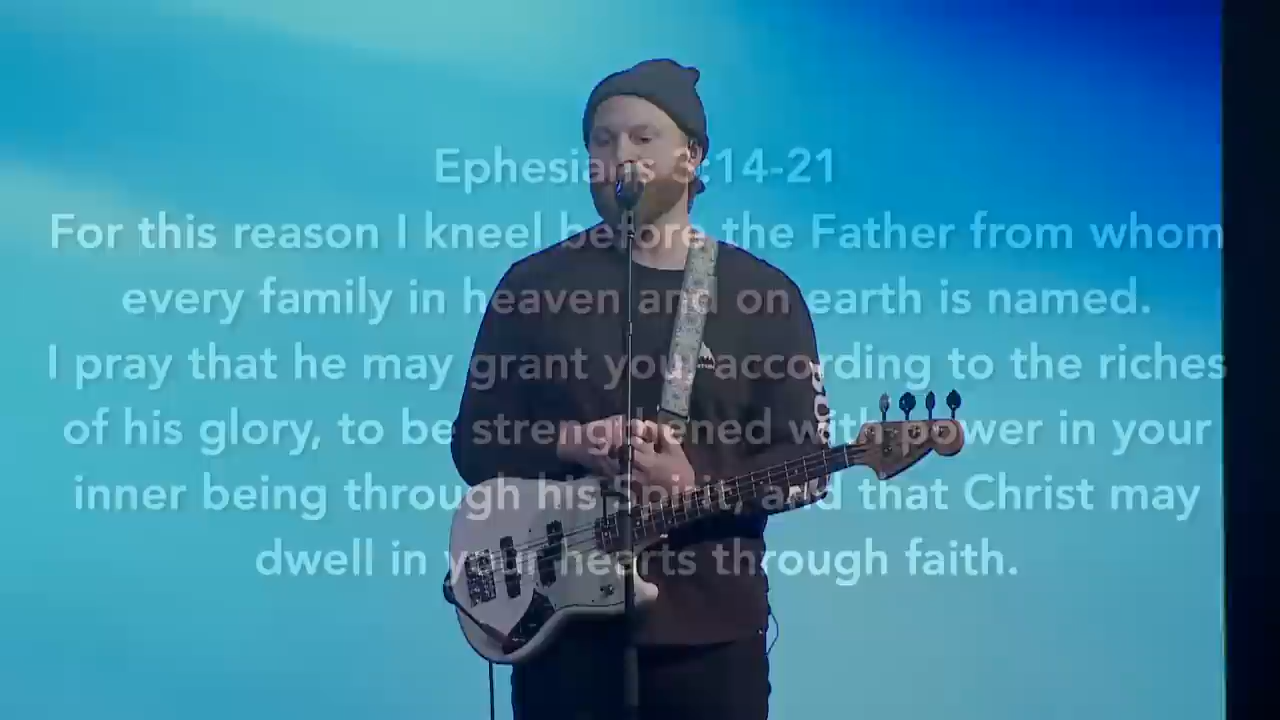 Ephesians 3:14-21
For this reason I kneel before the Father from whom
every family in heaven and on earth is named.
I pray that he may grant you, according to the riches
of his glory, to be strengthened with power in your
inner being through his Spirit, and that Christ may
dwell in your hearts through faith.